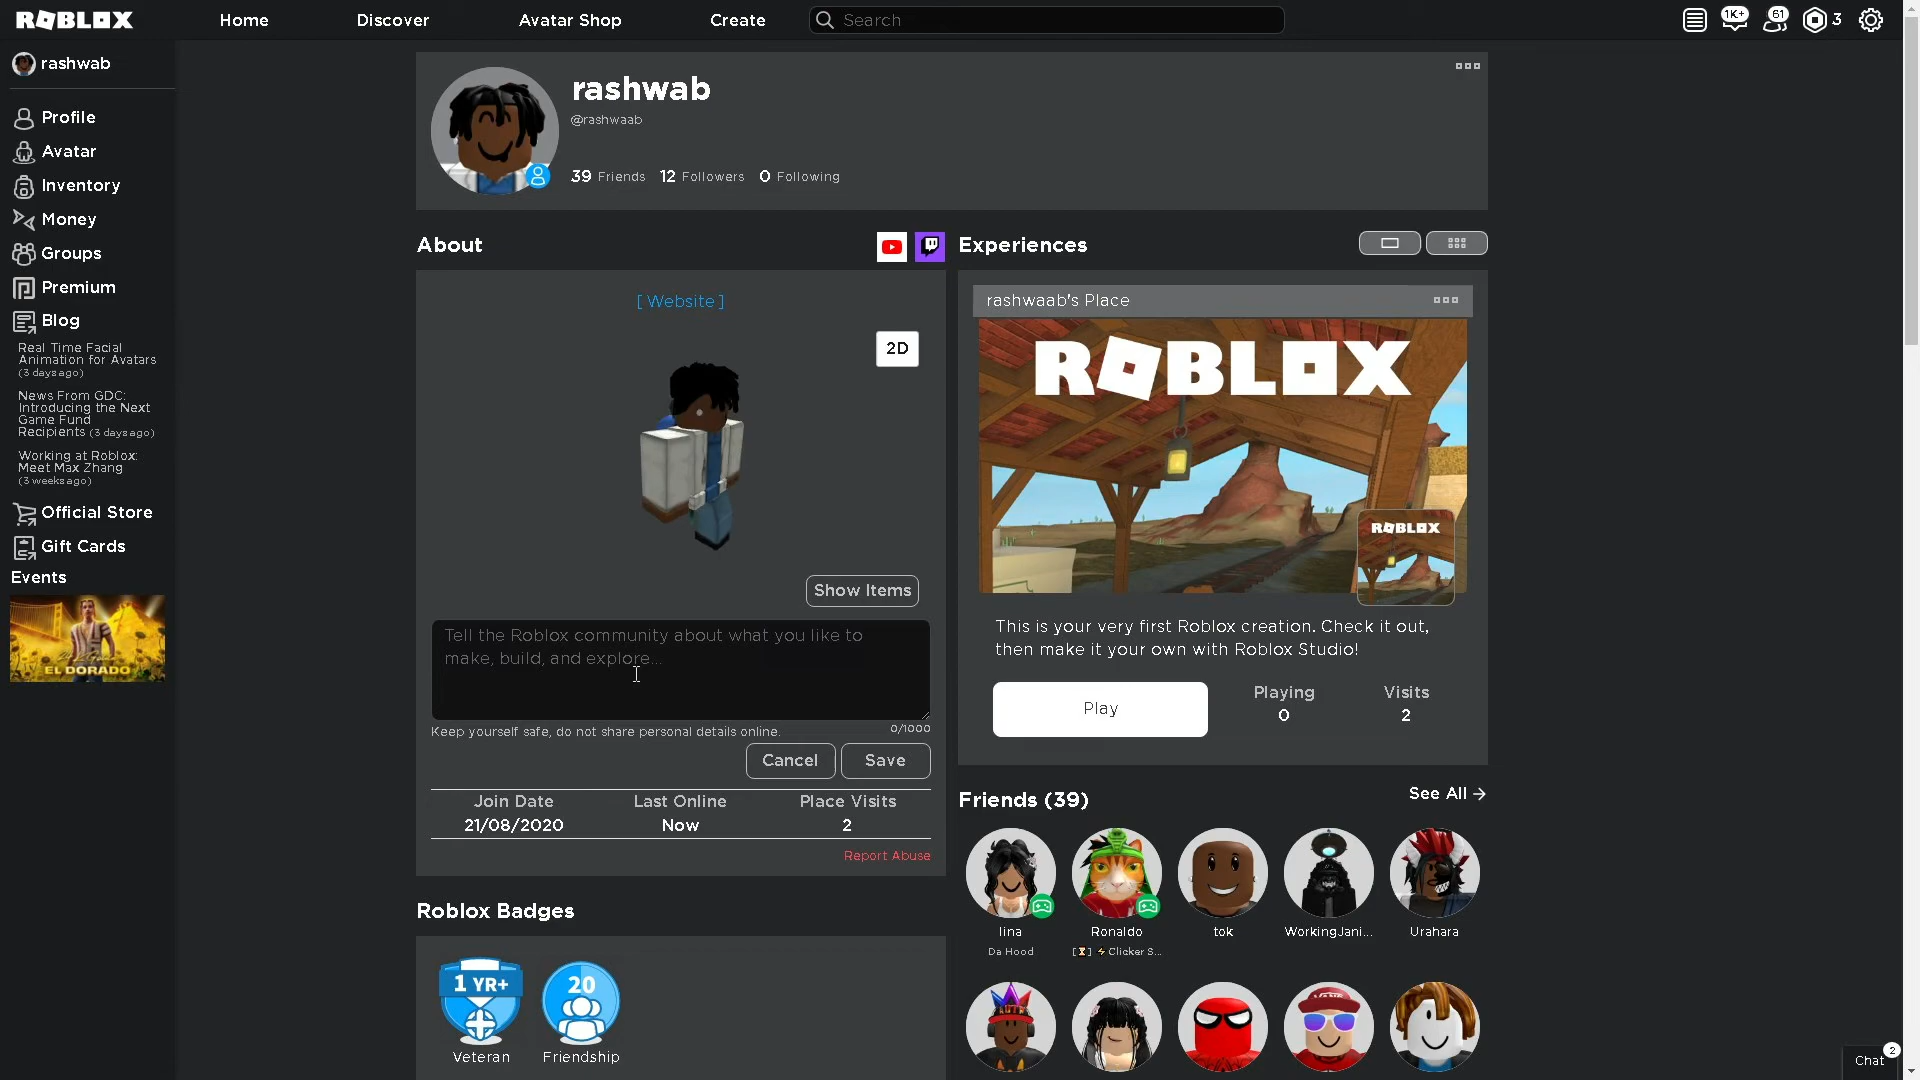 ROBLOX
Home
Discover
Avatar Shop
Create
Search
1K+
61
3
rashwab
Profile
Avatar
Inventory
Money
Groups
Premium
Blog
Real Time Facial
Animation for Avatars
(3 days ago)
News From GDC:
Introducing the Next
Game Fund
Recipients (3 days ago)
Working at Roblox:
Meet Max Zhang
(3 weeks ago)
Official Store
Gift Cards
Events
EL DORADO
rashwab
@rashwaab
39 Friends 12 Followers 0 Following
About
[ Website ]
2D
Show Items
Tell the Roblox community about what you like to
make, build, and explore...
Keep yourself safe, do not share personal details online.
0/1000
Cancel
Save
Join Date
Last Online
Place Visits
21/08/2020
Now
2
Report Abuse
Roblox Badges
1 YR+
20
Veteran
Friendship
Experiences
rashwaab's Place
ROBLOX
ROBLOX
This is your very first Roblox creation. Check it out,
then make it your own with Roblox Studio!
Play
Playing
Visits
0
2
Friends (39)
See All
lina
Ronaldo
tok
WorkingJani...
Urahara
Da Hood
[⏳] ⚡Clicker S...
Chat
2